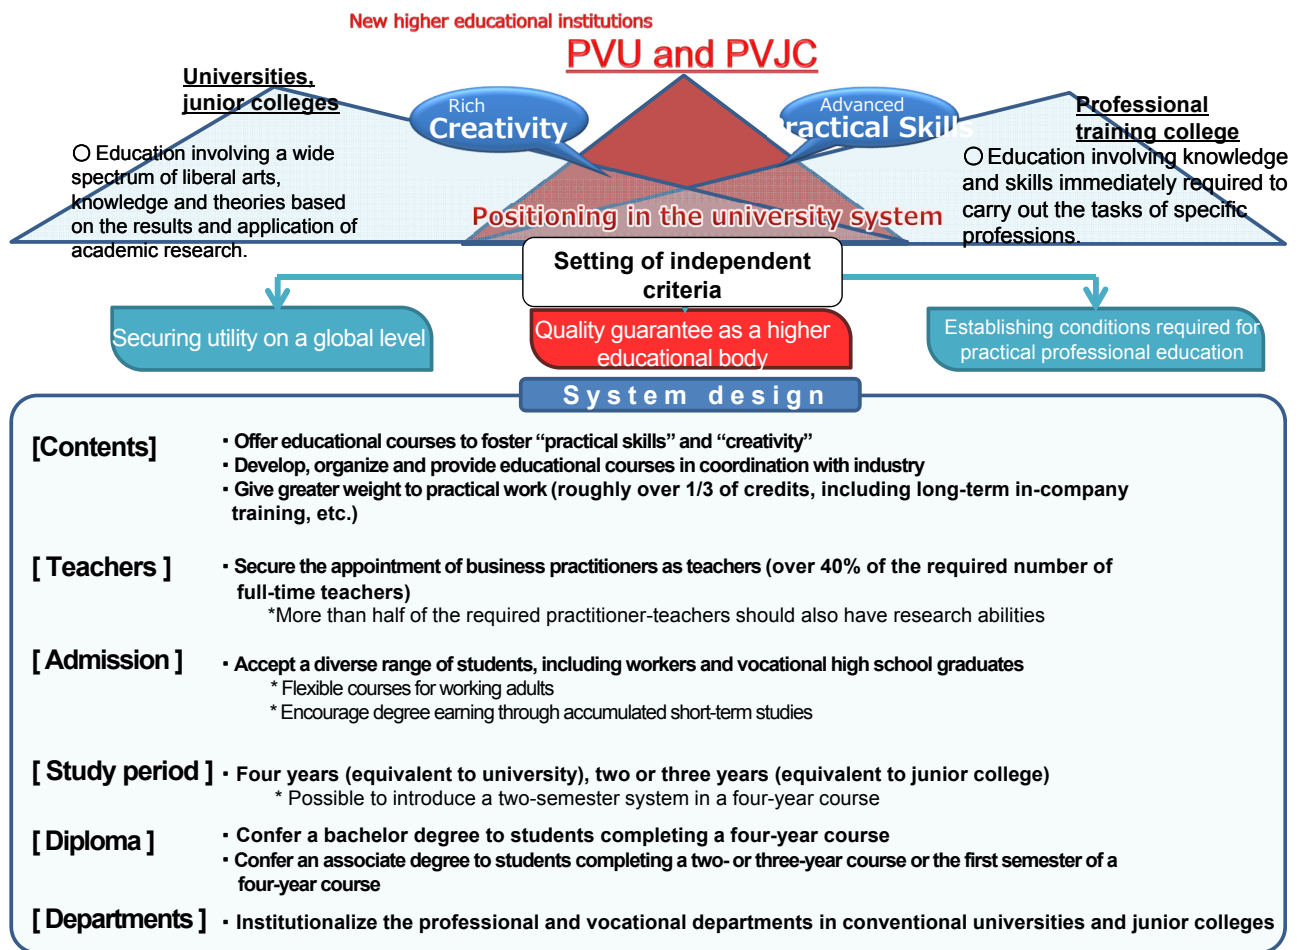 New higher educational institutions
PVU and PVJC
Universities,
junior colleges
Rich
Creativity
Advanced
Practical Skills
Professional
training college
○ Education involving a wide
spectrum of liberal arts,
knowledge and theories based
on the results and application of
academic research.
○ Education involving knowledge
and skills immediately required to
carry out the tasks of specific
professions.
Positioning in the university system
Setting of independent
criteria
Securing utility on a global level
Quality guarantee as a higher
educational body
Establishing conditions required for
practical professional education
System design
[Contents]
・Offer educational courses to foster “practical skills” and “creativity”
・Develop, organize and provide educational courses in coordination with industry
・Give greater weight to practical work (roughly over 1/3 of credits, including long-term in-company
training, etc.)
[ Teachers ]
・Secure the appointment of business practitioners as teachers (over 40% of the required number of
full-time teachers)
*More than half of the required practitioner-teachers should also have research abilities
[ Admission ]
・Accept a diverse range of students, including workers and vocational high school graduates
* Flexible courses for working adults
* Encourage degree earning through accumulated short-term studies
[ Study period ]
・Four years (equivalent to university), two or three years (equivalent to junior college)
* Possible to introduce a two-semester system in a four-year course
[ Diploma ]
・Confer a bachelor degree to students completing a four-year course
・Confer an associate degree to students completing a two- or three-year course or the first semester of a
four-year course
[ Departments ]
・Institutionalize the professional and vocational departments in conventional universities and junior colleges